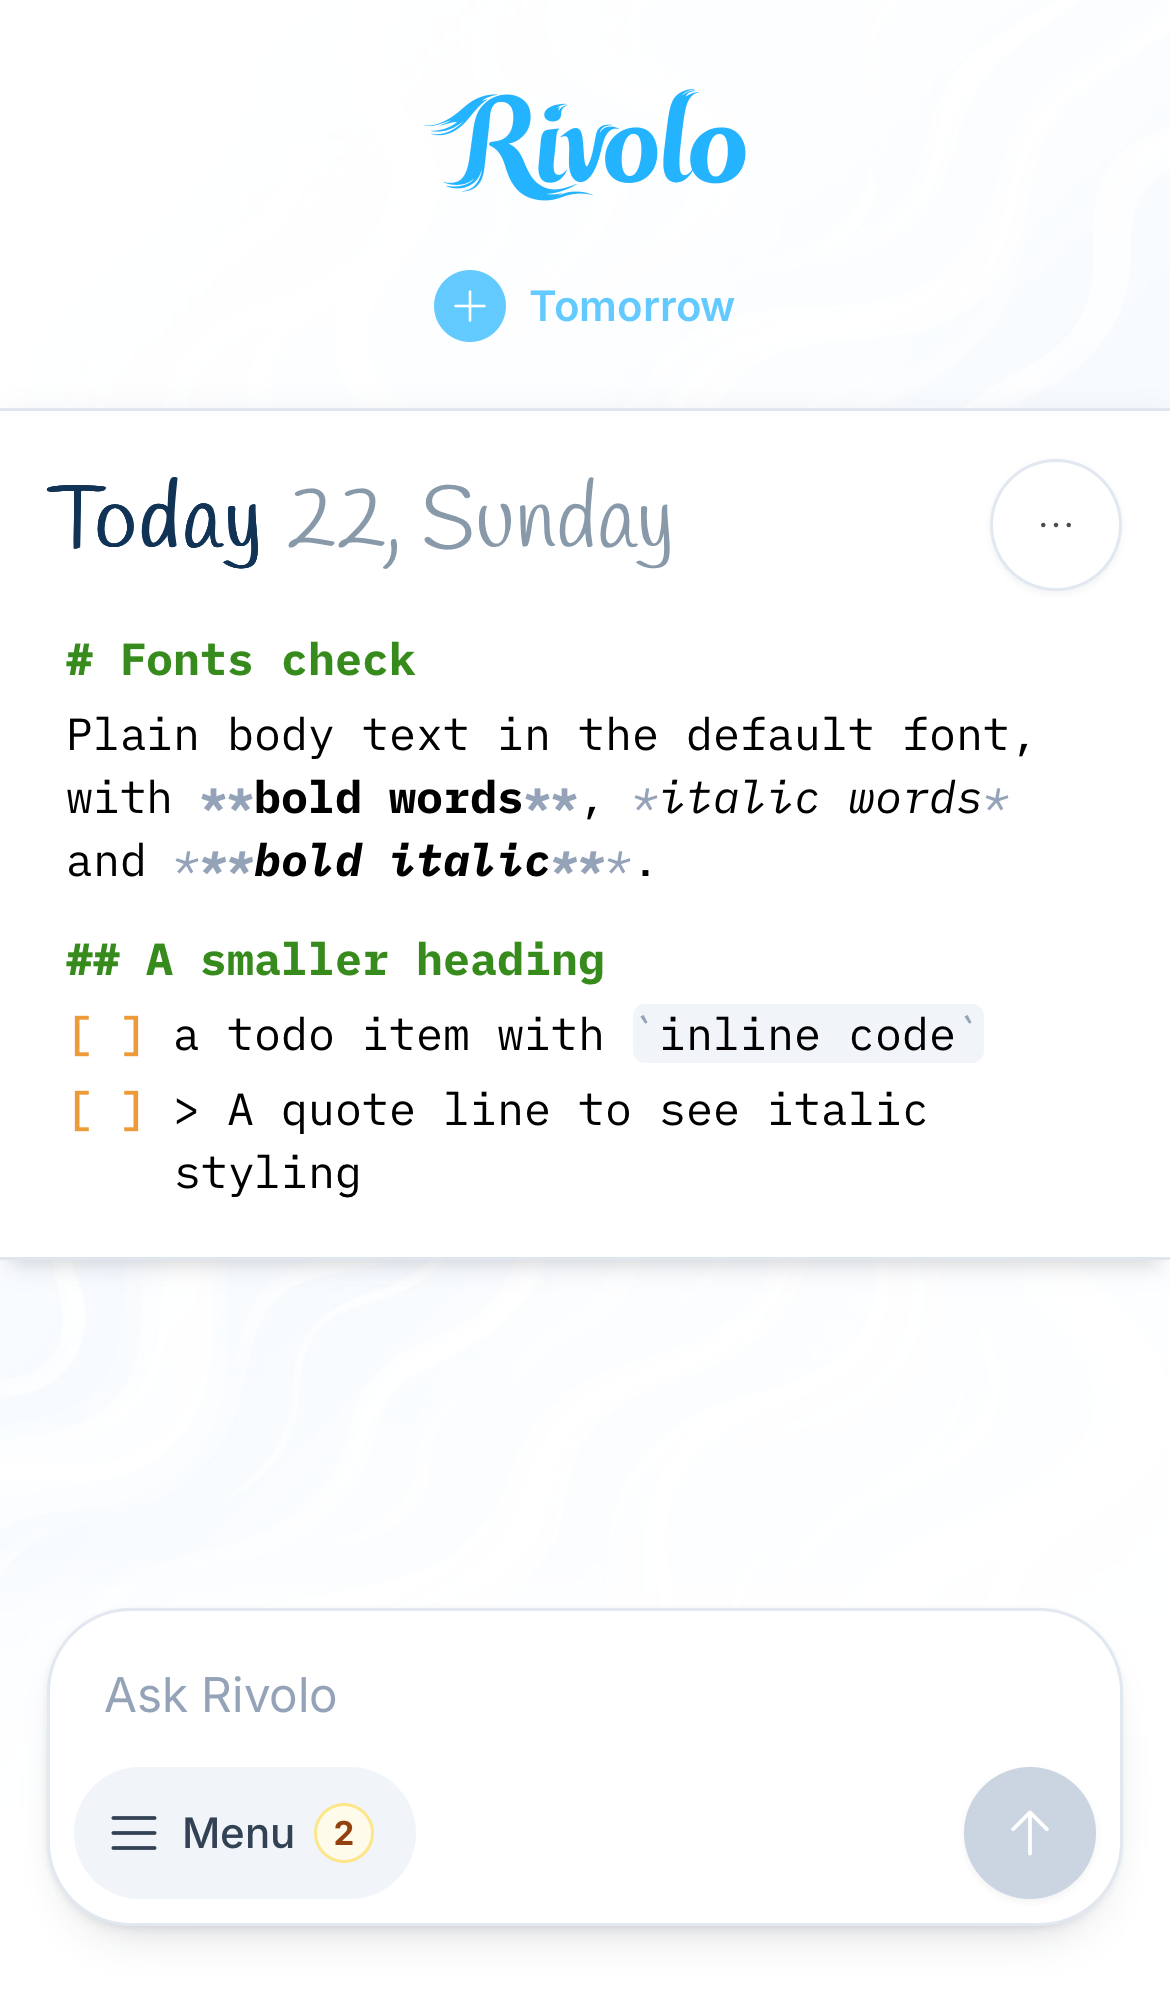 Rivolo
Tomorrow
Today 22, Sunday
# Fonts check
Plain body text in the default font,
with **bold words**, *italic words*
and ***bold italic***.
## A smaller heading
[ ] a todo item with `inline code`
[ ] > A quote line to see italic
styling
Ask Rivolo
Menu 2